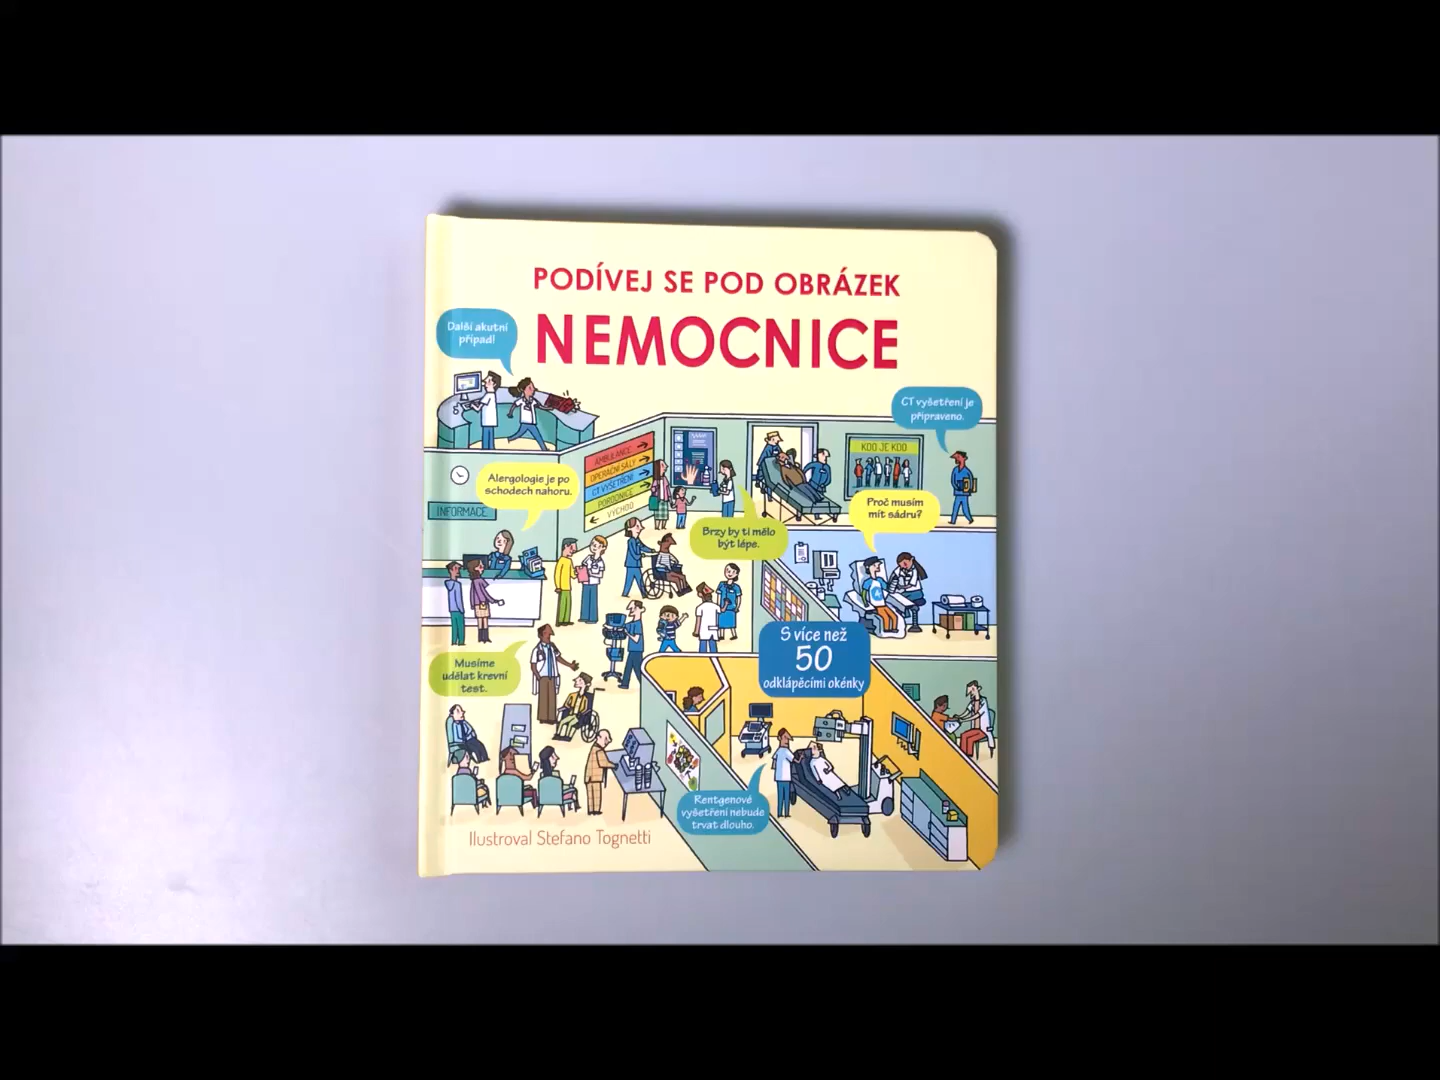 PODÍVEJ SE POD OBRÁZEK
NEMOCNICE
Další akutní
případ!
CT vyšetření je
připraveno.
KDO JE KDO
AMBULANCE
OPERAČNÍ SÁLY
CT VYŠETŘENÍ
PORODNICE
VÝCHOD
Alergologie je po
schodech nahoru.
INFORMACE
Proč musím
mít sádru?
Brzy by ti mělo
být lépe.
S více než
50
odklápěcími okénky
Musíme
udělat krevní
test.
Rentgenové
vyšetření nebude
trvat dlouho.
Ilustroval Stefano Tognetti